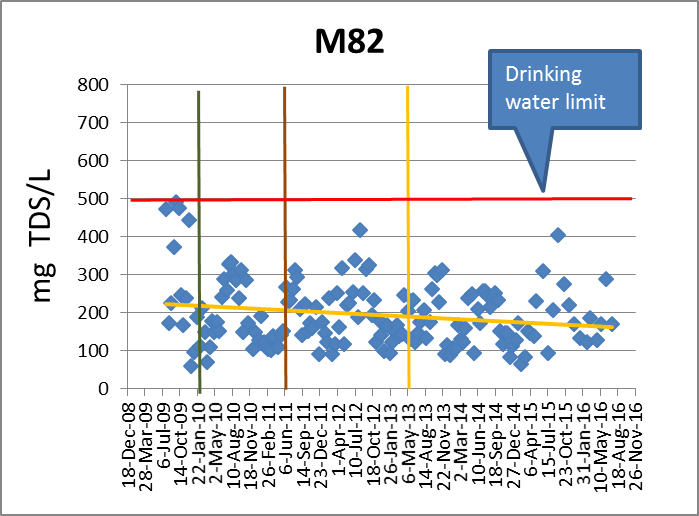 M82
Drinking
water limit
mg TDS/L
800
700
600
500
400
300
200
100
0
18-Dec-08
28-Mar-09
6-Jul-09
14-Oct-09
22-Jan-10
2-May-10
10-Aug-10
18-Nov-10
26-Feb-11
6-Jun-11
14-Sep-11
23-Dec-11
1-Apr-12
10-Jul-12
18-Oct-12
26-Jan-13
6-May-13
14-Aug-13
22-Nov-13
2-Mar-14
10-Jun-14
18-Sep-14
27-Dec-14
6-Apr-15
15-Jul-15
23-Oct-15
31-Jan-16
10-May-16
18-Aug-16
26-Nov-16